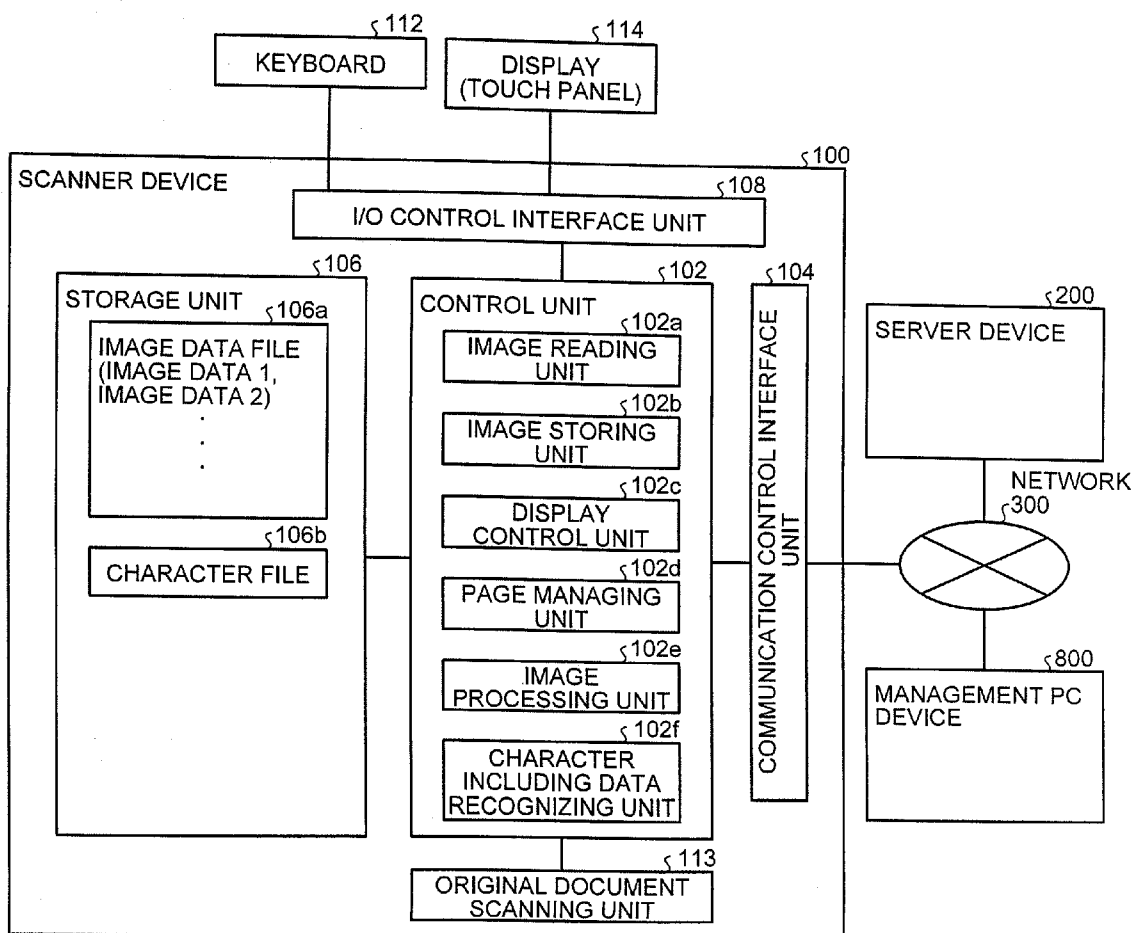 112
KEYBOARD
114
DISPLAY
(TOUCH PANEL)
100
SCANNER DEVICE
108
I/O CONTROL INTERFACE UNIT
106
STORAGE UNIT
106a
IMAGE DATA FILE
(IMAGE DATA 1,
IMAGE DATA 2)
.
.
.
106b
CHARACTER FILE
102
CONTROL UNIT
102a
IMAGE READING
UNIT
102b
IMAGE STORING
UNIT
102c
DISPLAY
CONTROL UNIT
102d
PAGE MANAGING
UNIT
102e
IMAGE
PROCESSING UNIT
102f
CHARACTER
INCLUDING DATA
RECOGNIZING UNIT
113
ORIGINAL DOCUMENT
SCANNING UNIT
104
COMMUNICATION CONTROL INTERFACE
UNIT
200
SERVER DEVICE
NETWORK
300
800
MANAGEMENT PC
DEVICE